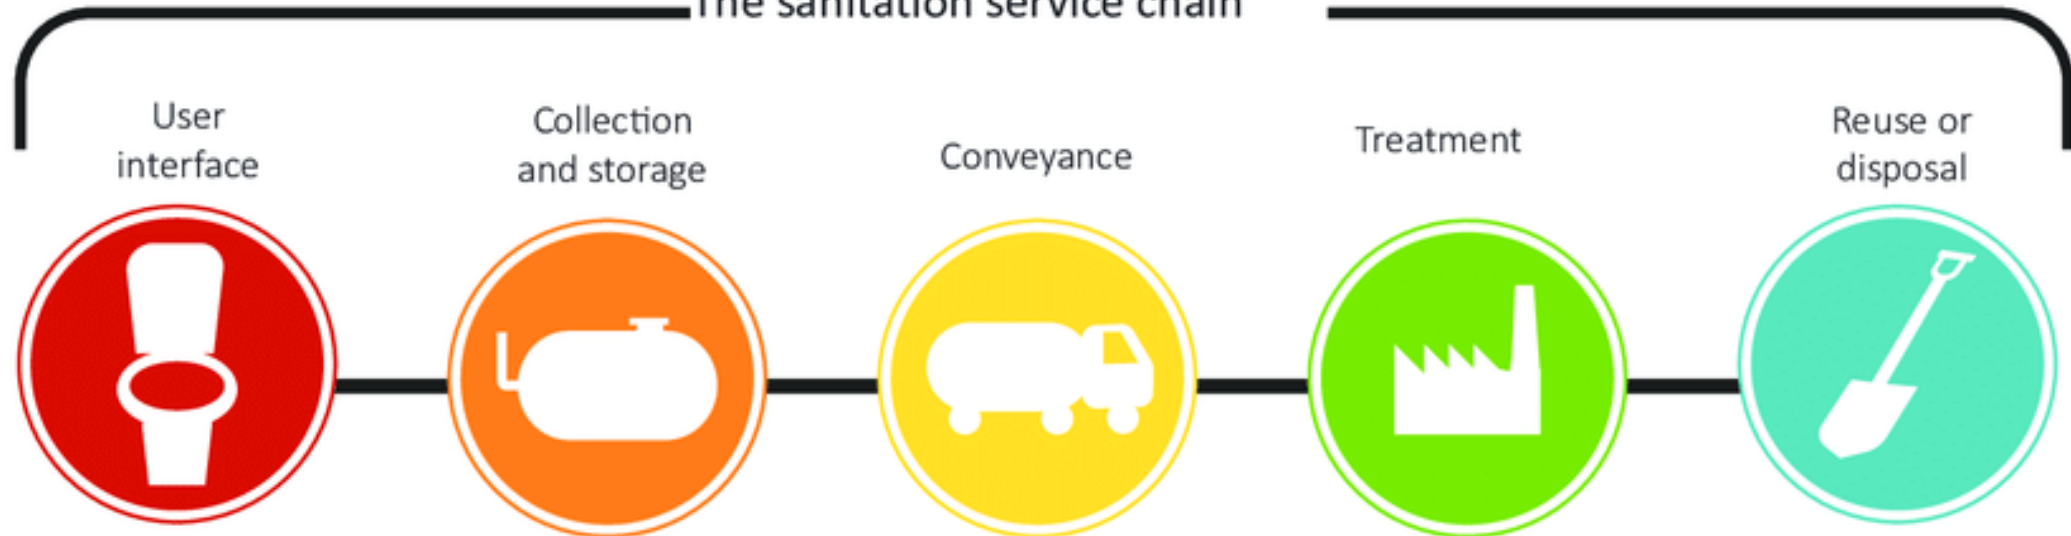 The sanitation service chain
User
interface
Collection
and storage
Conveyance
Treatment
Reuse or
disposal